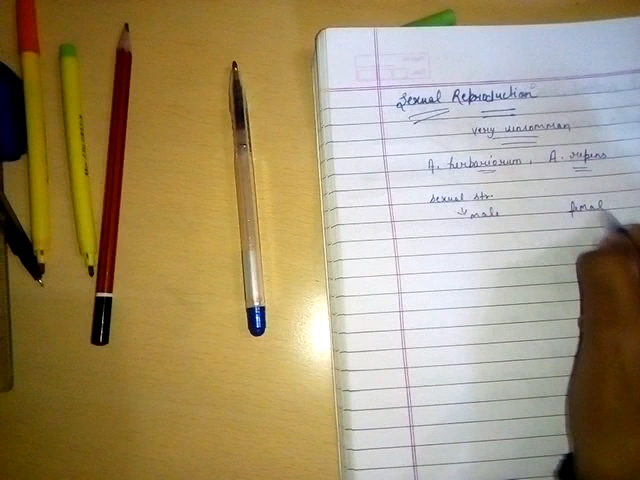 Sexual Reproduction
very uncommon
A. herbariorum, A. repens
sexual str.
↓ male femal